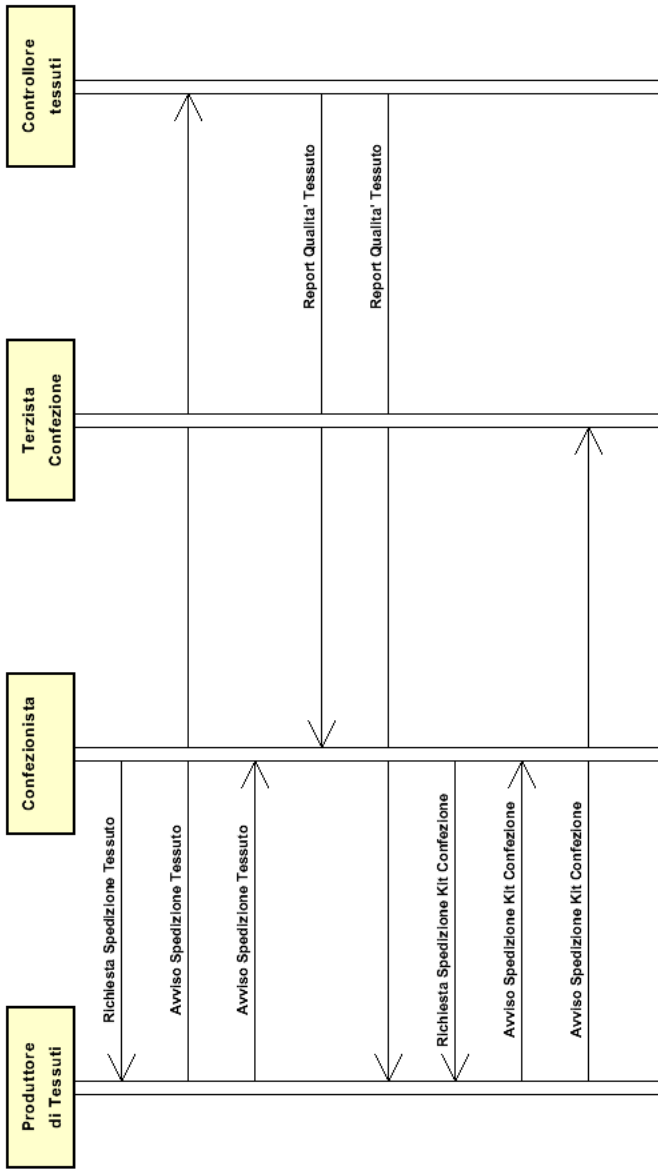 Produttore
di Tessuti
Confezionista
Terzista
Confezione
Controllore
tessuti
Richiesta Spedizione Tessuto
Avviso Spedizione Tessuto
Avviso Spedizione Tessuto
Report Qualita' Tessuto
Report Qualita' Tessuto
Richiesta Spedizione Kit Confezione
Avviso Spedizione Kit Confezione
Avviso Spedizione Kit Confezione